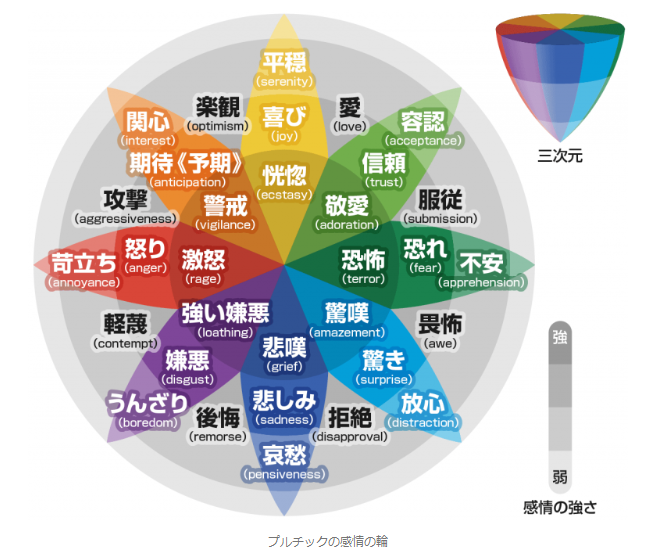 平穏
(serenity)
楽観
(optimism)
喜び
(joy)
愛
(love)
関心
(interest)
容認
(acceptance)
期待《予期》
(anticipation)
恍惚
(ecstasy)
信頼
(trust)
三次元
攻撃
(aggressiveness)
警戒
(vigilance)
敬愛
(adoration)
服従
(submission)
苛立ち
(annoyance)
怒り
(anger)
激怒
(rage)
恐怖
(terror)
恐れ
(fear)
不安
(apprehension)
軽蔑
(contempt)
強い嫌悪
(loathing)
驚嘆
(amazement)
畏怖
(awe)
嫌悪
(disgust)
悲嘆
(grief)
驚き
(surprise)
うんざり
(boredom)
後悔
(remorse)
悲しみ
(sadness)
拒絶
(disapproval)
放心
(distraction)
哀愁
(pensiveness)
強
弱
感情の強さ
プルチックの感情の輪